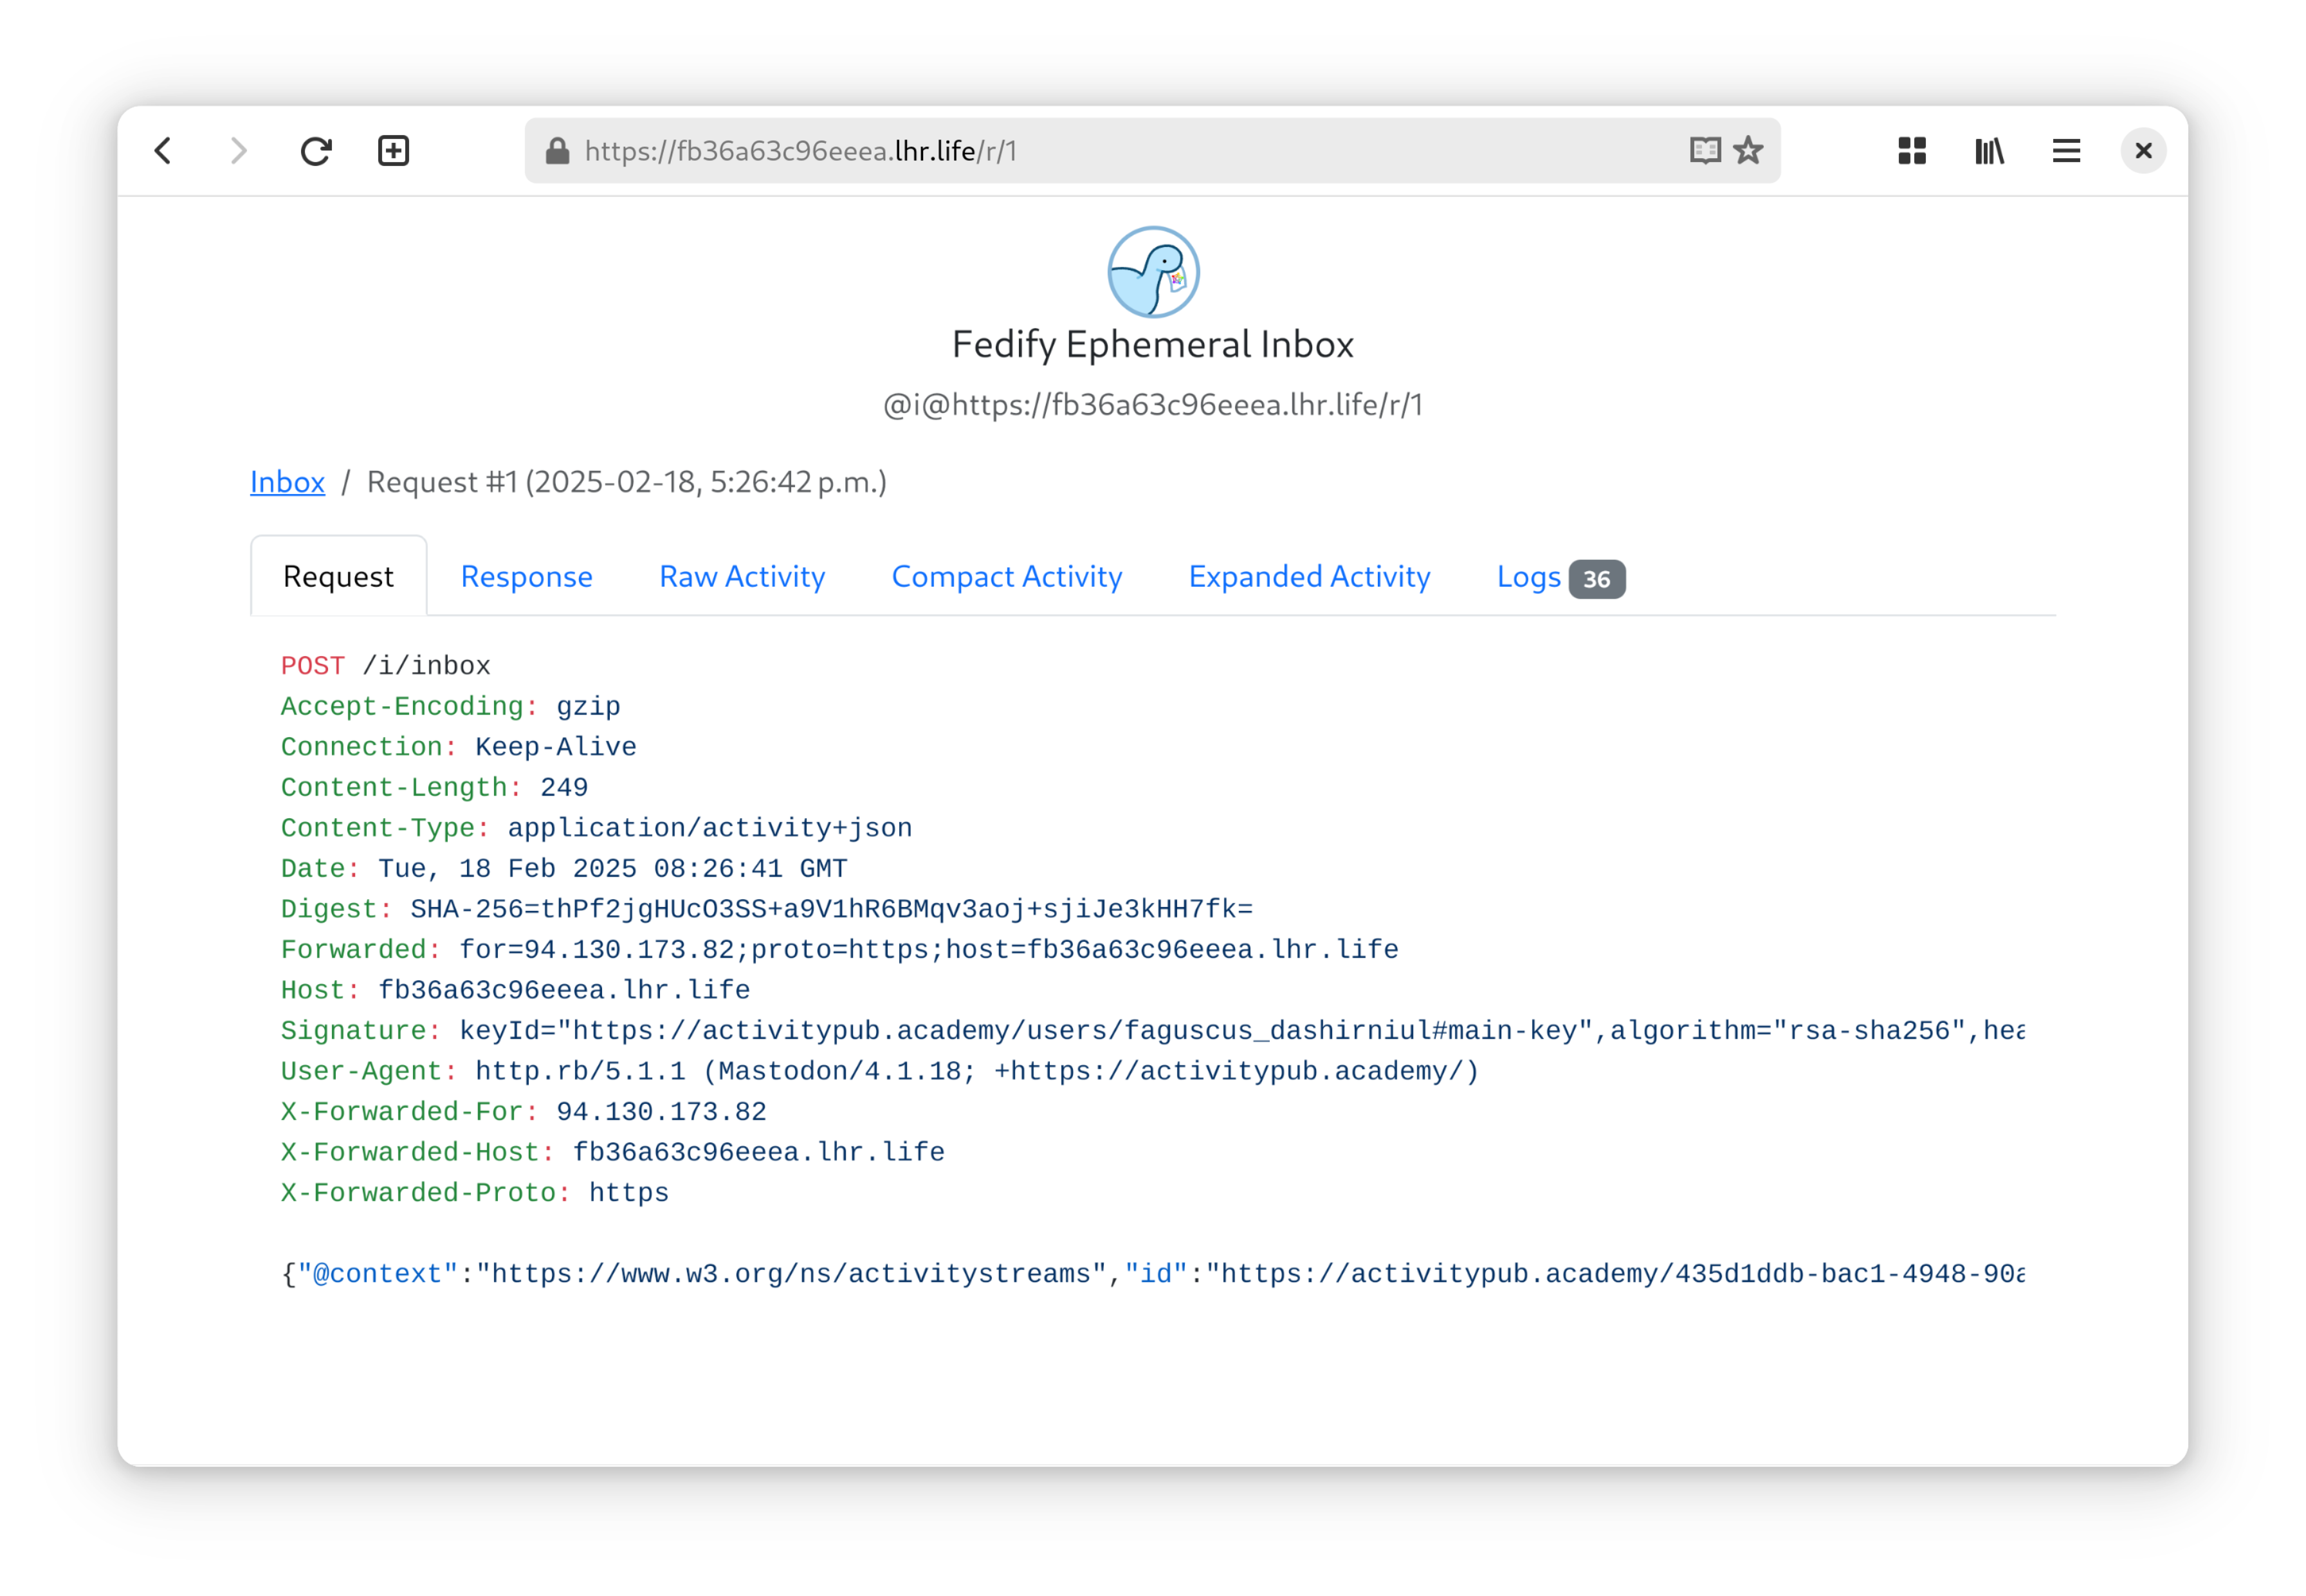 https://fb36a63c96eeea.lhr.life/r/1
Fedify Ephemeral Inbox
@i@https://fb36a63c96eeea.lhr.life/r/1
Inbox / Request #1 (2025-02-18, 5:26:42 p.m.)
Request Response Raw Activity Compact Activity Expanded Activity Logs 36
POST /i/inbox
Accept-Encoding: gzip
Connection: Keep-Alive
Content-Length: 249
Content-Type: application/activity+json
Date: Tue, 18 Feb 2025 08:26:41 GMT
Digest: SHA-256=thPf2jgHUcO3SS+a9V1hR6BMqv3aoj+sjiJe3kHH7fk=
Forwarded: for=94.130.173.82;proto=https;host=fb36a63c96eeea.lhr.life
Host: fb36a63c96eeea.lhr.life
Signature: keyId="https://activitypub.academy/users/faguscus_dashirniul#main-key",algorithm="rsa-sha256",hea
User-Agent: http.rb/5.1.1 (Mastodon/4.1.18; +https://activitypub.academy/)
X-Forwarded-For: 94.130.173.82
X-Forwarded-Host: fb36a63c96eeea.lhr.life
X-Forwarded-Proto: https
{"@context":"https://www.w3.org/ns/activitystreams","id":"https://activitypub.academy/435d1ddb-bac1-4948-90a